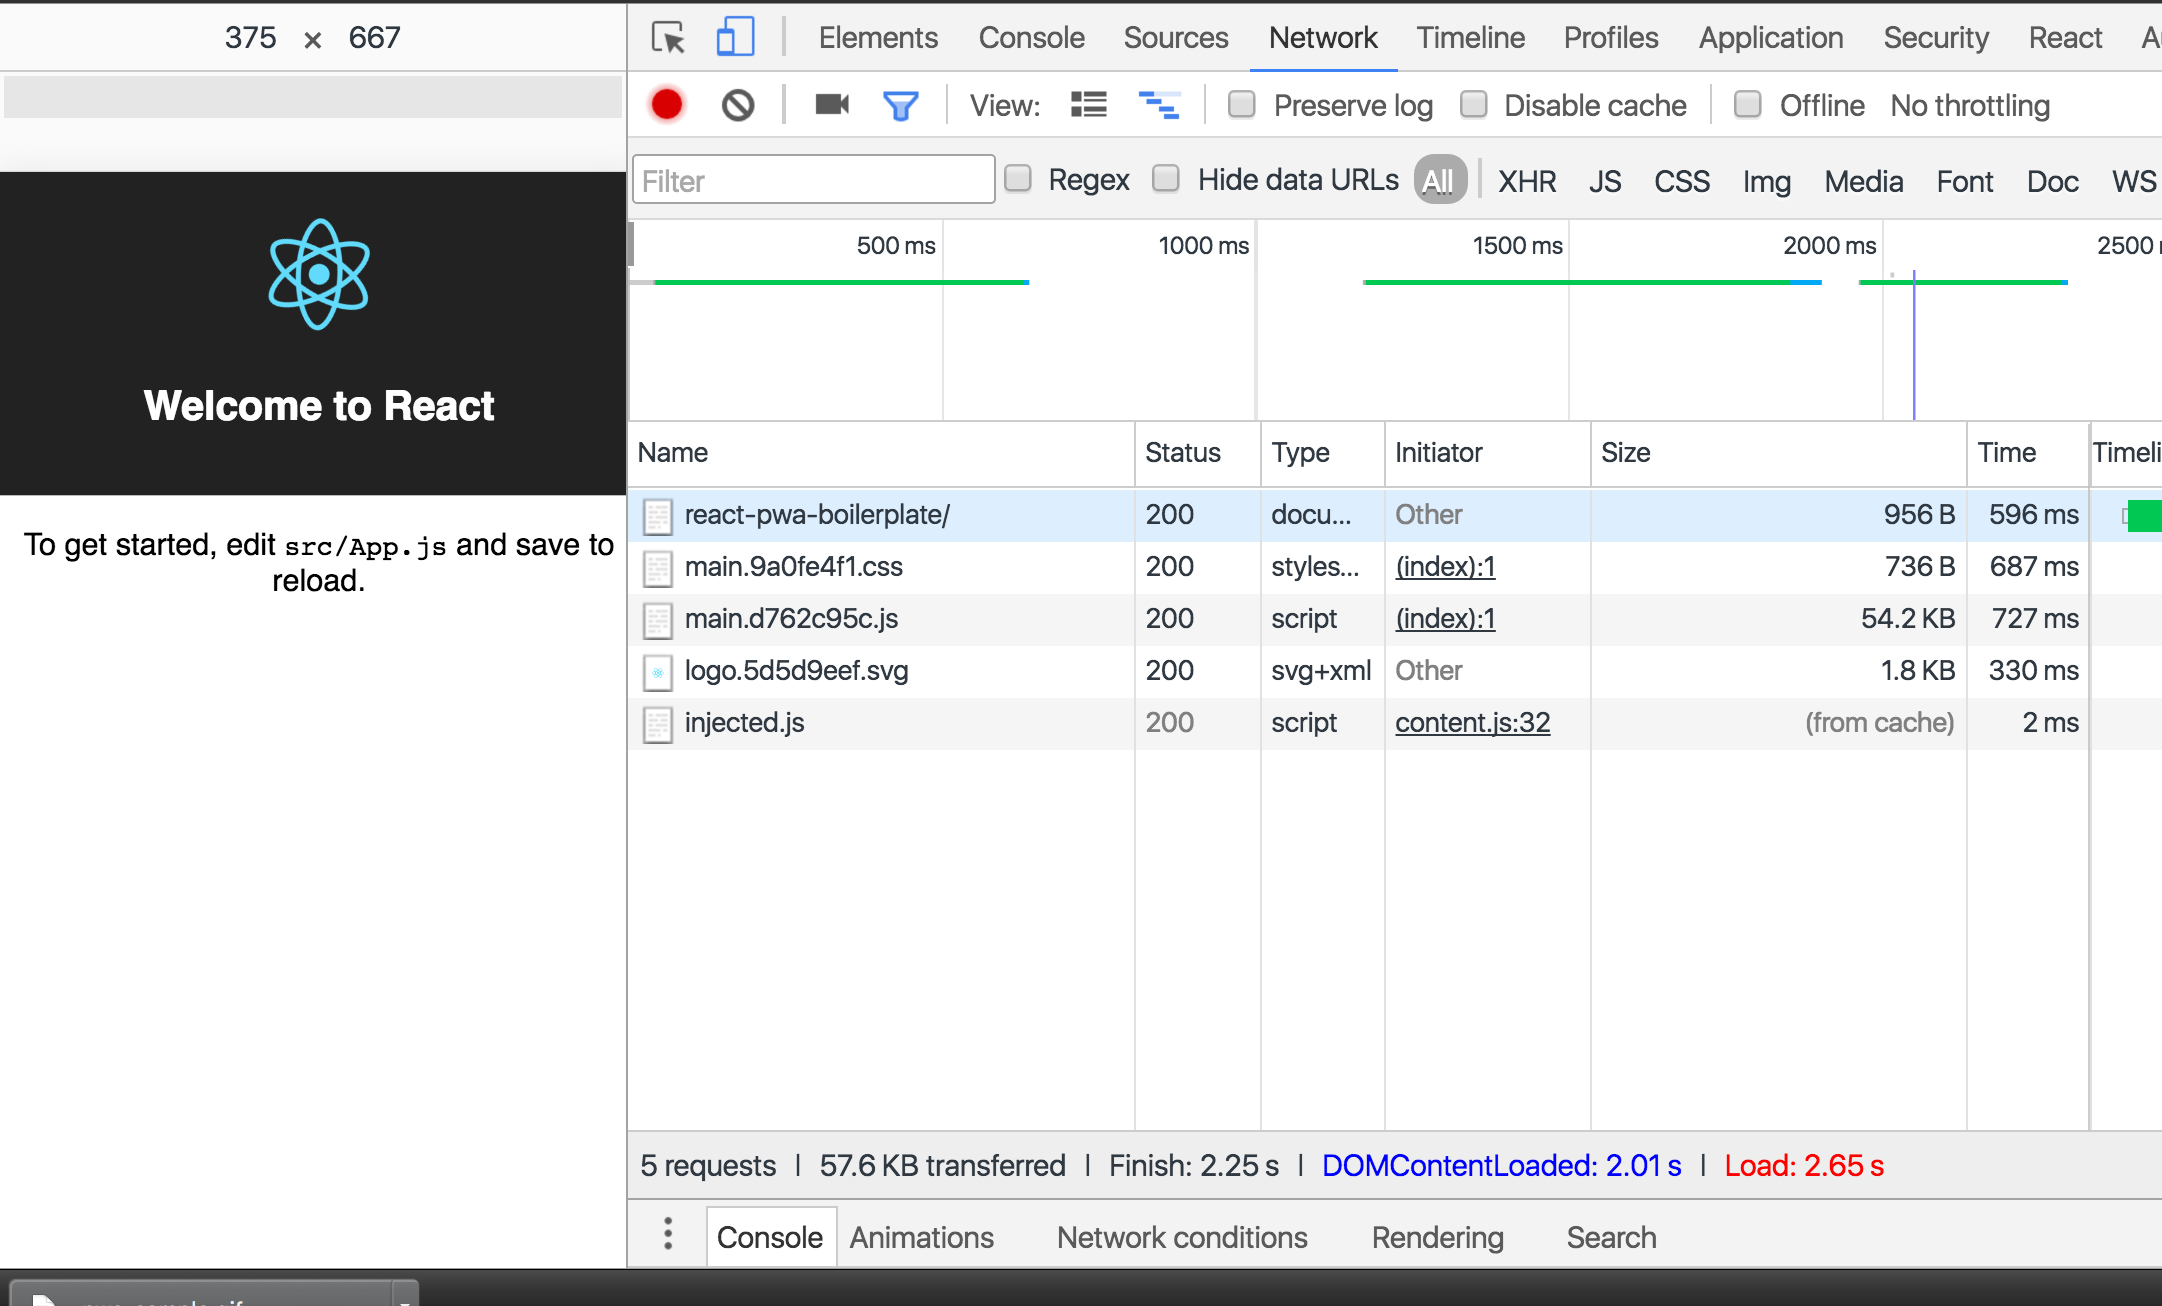 375 × 667
Elements Console Sources Network Timeline Profiles Application Security React
View: Preserve log Disable cache Offline No throttling
Filter Regex Hide data URLs All XHR JS CSS Img Media Font Doc WS
500 ms 1000 ms 1500 ms 2000 ms 2500
Welcome to React
To get started, edit src/App.js and save to
reload.
Name Status Type Initiator Size Time Timeli
react-pwa-boilerplate/ 200 docu... Other 956 B 596 ms
main.9a0fe4f1.css 200 styles... (index):1 736 B 687 ms
main.d762c95c.js 200 script (index):1 54.2 KB 727 ms
logo.5d5d9eef.svg 200 svg+xml Other 1.8 KB 330 ms
injected.js 200 script content.js:32 (from cache) 2 ms
5 requests | 57.6 KB transferred | Finish: 2.25 s | DOMContentLoaded: 2.01 s | Load: 2.65 s
Console Animations Network conditions Rendering Search